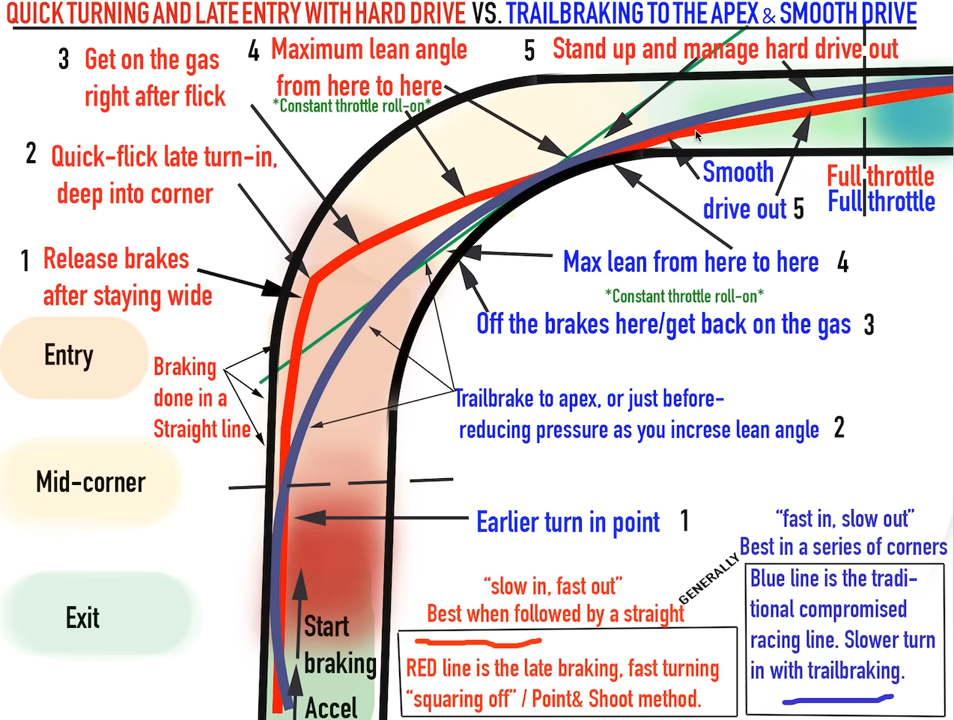 QUICK TURNING AND LATE ENTRY WITH HARD DRIVE VS. TRAILBRAKING TO THE APEX & SMOOTH DRIVE
3 Get on the gas
right after flick
4 Maximum lean angle
from here to here
*Constant throttle roll-on*
5 Stand up and manage hard drive out
2 Quick-flick late turn-in,
deep into corner
Smooth
drive out 5
Full throttle
Full throttle
1 Release brakes
after staying wide
Max lean from here to here 4
*Constant throttle roll-on*
Off the brakes here/get back on the gas 3
Entry
Braking
done in a
Straight line
Trailbrake to apex, or just before-
reducing pressure as you increse lean angle 2
Mid-corner
Earlier turn in point 1
"fast in, slow out"
Best in a series of corners
GENERALLY
"slow in, fast out"
Best when followed by a straight
Exit
Start
braking
Accel
RED line is the late braking, fast turning
"squaring off" / Point& Shoot method.
Blue line is the tradi-
tional compromised
racing line. Slower turn
in with trailbraking.